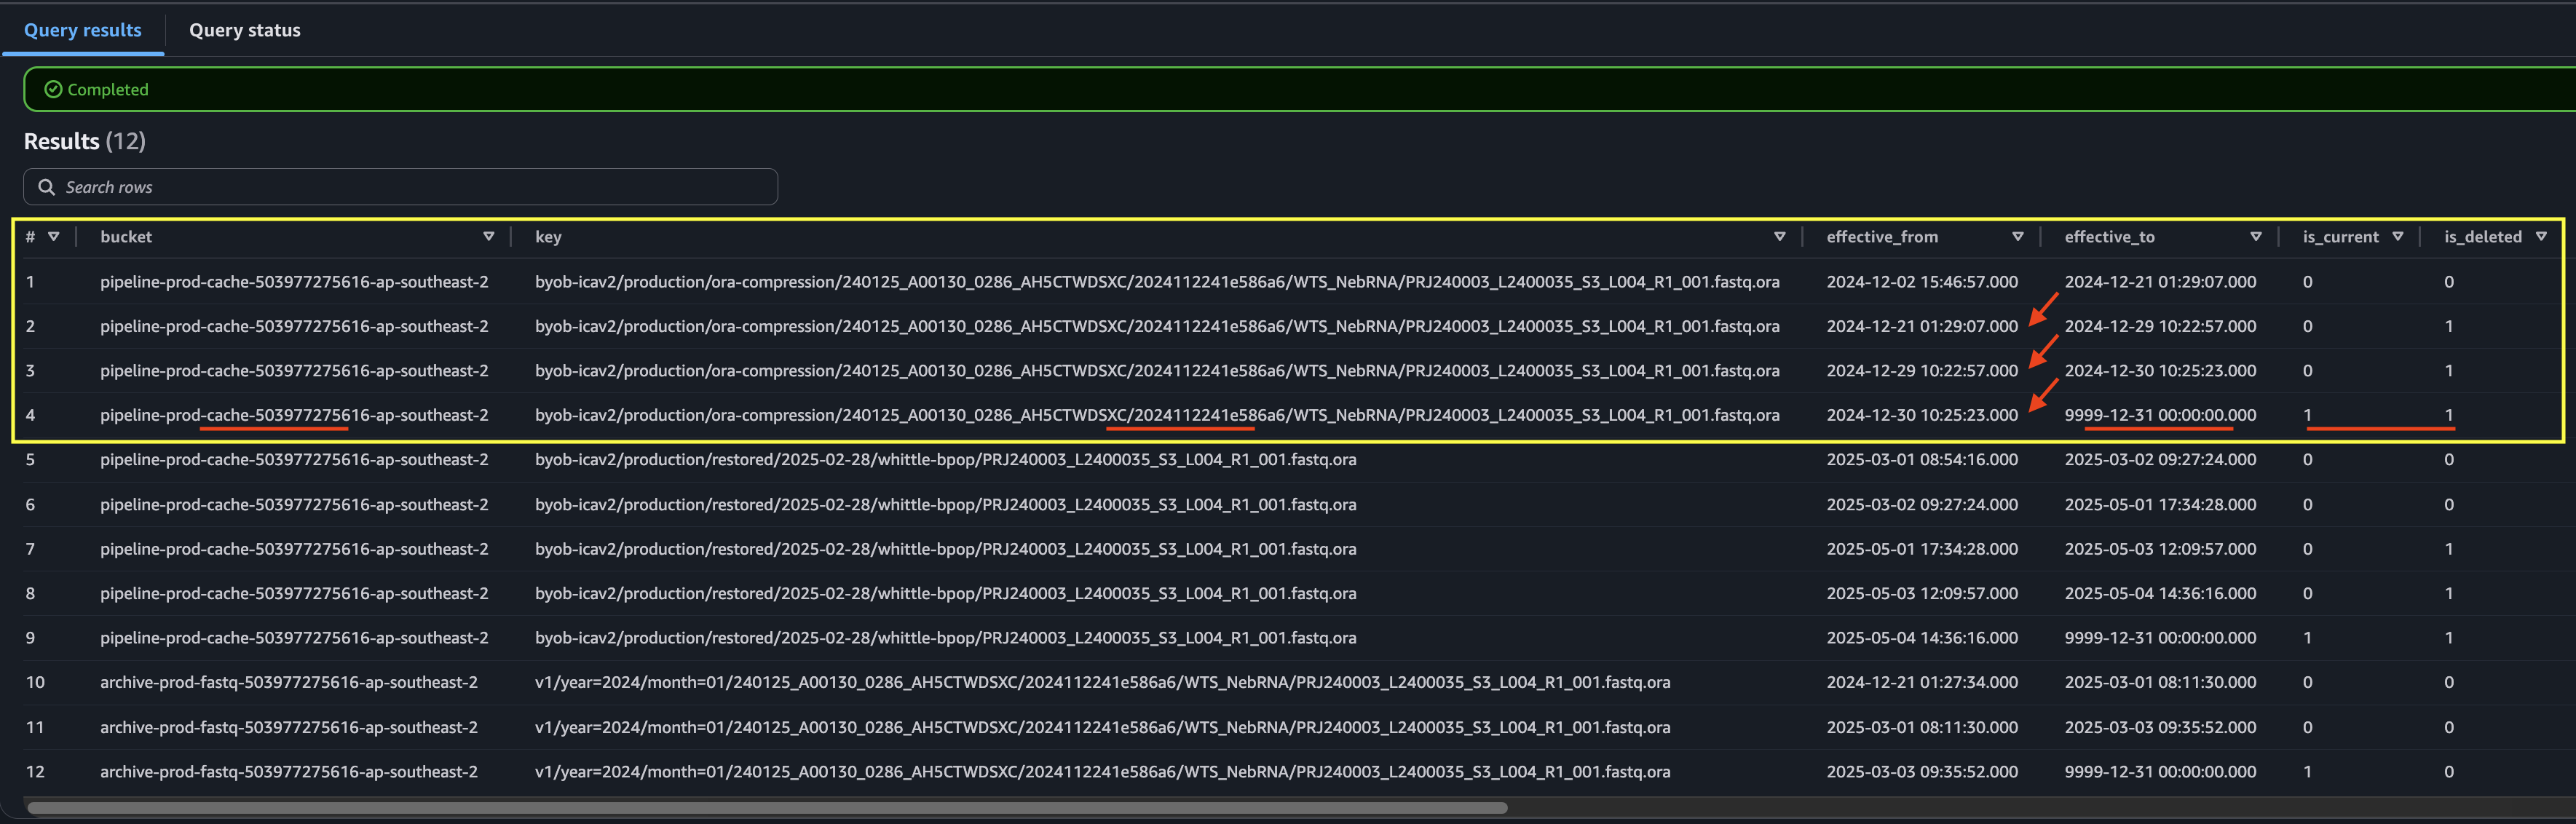 Query results Query status
Completed
Results (12)
Search rows
# bucket key effective_from effective_to is_current is_deleted
1 pipeline-prod-cache-503977275616-ap-southeast-2 byob-icav2/production/ora-compression/240125_A00130_0286_AH5CTWDSXC/2024112241e586a6/WTS_NebRNA/PRJ240003_L2400035_S3_L004_R1_001.fastq.ora 2024-12-02 15:46:57.000 2024-12-21 01:29:07.000 0 0
2 pipeline-prod-cache-503977275616-ap-southeast-2 byob-icav2/production/ora-compression/240125_A00130_0286_AH5CTWDSXC/2024112241e586a6/WTS_NebRNA/PRJ240003_L2400035_S3_L004_R1_001.fastq.ora 2024-12-21 01:29:07.000 2024-12-29 10:22:57.000 0 1
3 pipeline-prod-cache-503977275616-ap-southeast-2 byob-icav2/production/ora-compression/240125_A00130_0286_AH5CTWDSXC/2024112241e586a6/WTS_NebRNA/PRJ240003_L2400035_S3_L004_R1_001.fastq.ora 2024-12-29 10:22:57.000 2024-12-30 10:25:23.000 0 1
4 pipeline-prod-cache-503977275616-ap-southeast-2 byob-icav2/production/ora-compression/240125_A00130_0286_AH5CTWDSXC/2024112241e586a6/WTS_NebRNA/PRJ240003_L2400035_S3_L004_R1_001.fastq.ora 2024-12-30 10:25:23.000 9999-12-31 00:00:00.000 1 1
5 pipeline-prod-cache-503977275616-ap-southeast-2 byob-icav2/production/restored/2025-02-28/whittle-bpop/PRJ240003_L2400035_S3_L004_R1_001.fastq.ora 2025-03-01 08:54:16.000 2025-03-02 09:27:24.000 0 0
6 pipeline-prod-cache-503977275616-ap-southeast-2 byob-icav2/production/restored/2025-02-28/whittle-bpop/PRJ240003_L2400035_S3_L004_R1_001.fastq.ora 2025-03-02 09:27:24.000 2025-05-01 17:34:28.000 0 0
7 pipeline-prod-cache-503977275616-ap-southeast-2 byob-icav2/production/restored/2025-02-28/whittle-bpop/PRJ240003_L2400035_S3_L004_R1_001.fastq.ora 2025-05-01 17:34:28.000 2025-05-03 12:09:57.000 0 1
8 pipeline-prod-cache-503977275616-ap-southeast-2 byob-icav2/production/restored/2025-02-28/whittle-bpop/PRJ240003_L2400035_S3_L004_R1_001.fastq.ora 2025-05-03 12:09:57.000 2025-05-04 14:36:16.000 0 1
9 pipeline-prod-cache-503977275616-ap-southeast-2 byob-icav2/production/restored/2025-02-28/whittle-bpop/PRJ240003_L2400035_S3_L004_R1_001.fastq.ora 2025-05-04 14:36:16.000 9999-12-31 00:00:00.000 1 1
10 archive-prod-fastq-503977275616-ap-southeast-2 v1/year=2024/month=01/240125_A00130_0286_AH5CTWDSXC/2024112241e586a6/WTS_NebRNA/PRJ240003_L2400035_S3_L004_R1_001.fastq.ora 2024-12-21 01:27:34.000 2025-03-01 08:11:30.000 0 0
11 archive-prod-fastq-503977275616-ap-southeast-2 v1/year=2024/month=01/240125_A00130_0286_AH5CTWDSXC/2024112241e586a6/WTS_NebRNA/PRJ240003_L2400035_S3_L004_R1_001.fastq.ora 2025-03-01 08:11:30.000 2025-03-03 09:35:52.000 0 0
12 archive-prod-fastq-503977275616-ap-southeast-2 v1/year=2024/month=01/240125_A00130_0286_AH5CTWDSXC/2024112241e586a6/WTS_NebRNA/PRJ240003_L2400035_S3_L004_R1_001.fastq.ora 2025-03-03 09:35:52.000 9999-12-31 00:00:00.000 1 0